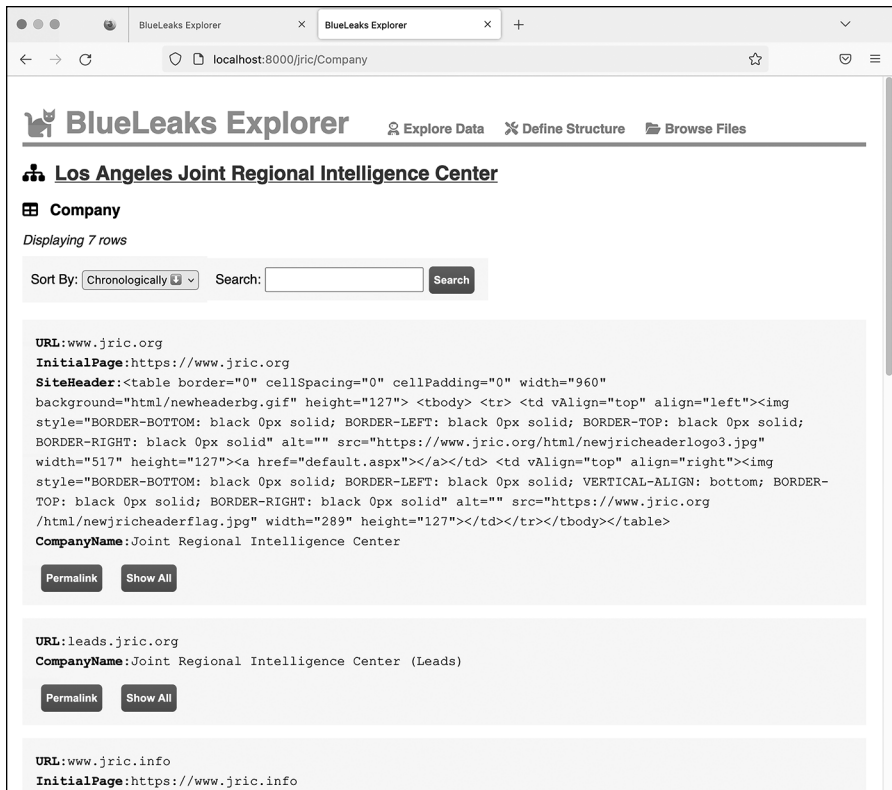 BlueLeaks Explorer
BlueLeaks Explorer
localhost:8000/jric/Company
BlueLeaks Explorer
Explore Data
Define Structure
Browse Files
Los Angeles Joint Regional Intelligence Center
Company
Displaying 7 rows
Sort By: Chronologically Search: Search
URL:www.jric.org
InitialPage:https://www.jric.org
SiteHeader:<table border="0" cellSpacing="0" cellPadding="0" width="960"
background="html/newheaderbg.gif" height="127"> <tbody> <tr> <td vAlign="top" align="left"><img
style="BORDER-BOTTOM: black 0px solid; BORDER-LEFT: black 0px solid; BORDER-TOP: black 0px solid;
BORDER-RIGHT: black 0px solid" alt="" src="https://www.jric.org/html/newjricheaderlogo3.jpg"
width="517" height="127"><a href="default.aspx"></a></td> <td vAlign="top" align="right"><img
style="BORDER-BOTTOM: black 0px solid; BORDER-LEFT: black 0px solid; VERTICAL-ALIGN: bottom; BORDER-
TOP: black 0px solid; BORDER-RIGHT: black 0px solid" alt="" src="https://www.jric.org
/html/newjricheaderflag.jpg" width="289" height="127"></td></tr></tbody></table>
CompanyName:Joint Regional Intelligence Center
Permalink Show All
URL:leads.jric.org
CompanyName:Joint Regional Intelligence Center (Leads)
Permalink Show All
URL:www.jric.info
InitialPage:https://www.jric.info